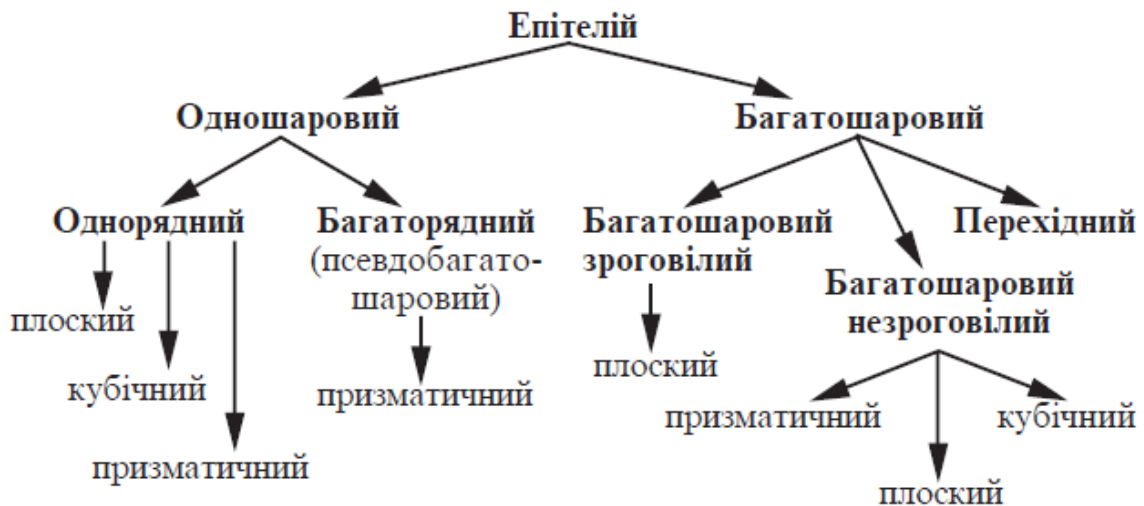 Епітелій
Одношаровий
Багатошаровий
Однорядний
Багаторядний
(псевдобагато-
шаровий)
Багатошаровий
зроговілий
Перехідний
Багатошаровий
незроговілий
плоский
кубічний
призматичний
призматичний
плоский
призматичний
кубічний
плоский